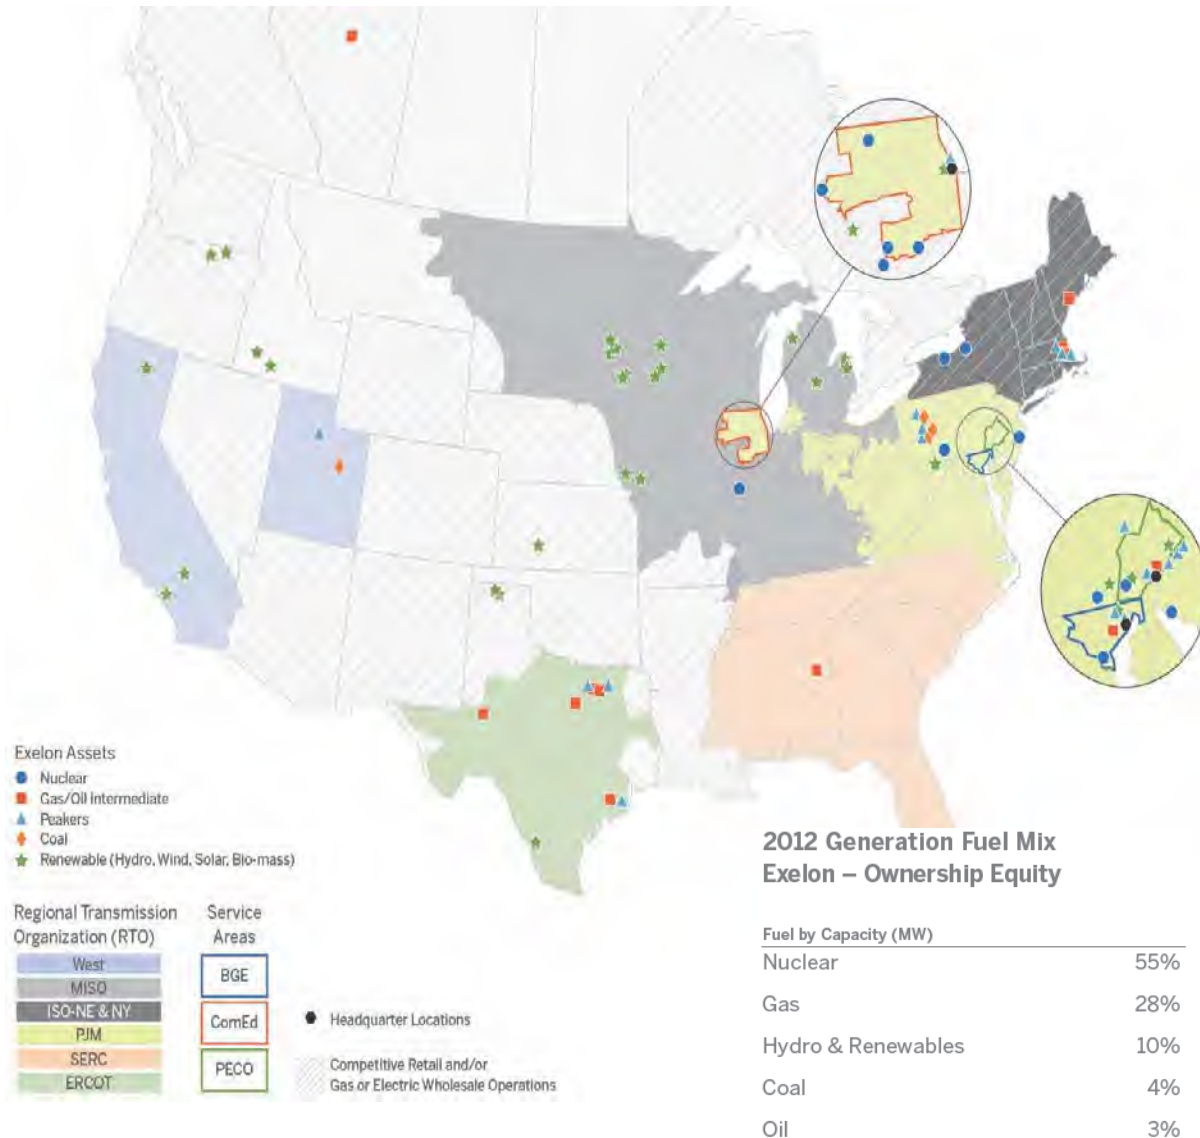 Exelon Assets
Nuclear
Gas/Oil Intermediate
Peakers
Coal
Renewable (Hydro, Wind, Solar, Bio-mass)
Regional Transmission
Organization (RTO)
West
MISO
ISO-NE & NY
PJM
SERC
ERCOT
Service
Areas
BGE
ComEd
PECO
Headquarter Locations
Competitive Retail and/or
Gas or Electric Wholesale Operations
2012 Generation Fuel Mix
Exelon – Ownership Equity
Fuel by Capacity (MW)
Nuclear 55%
Gas 28%
Hydro & Renewables 10%
Coal 4%
Oil 3%